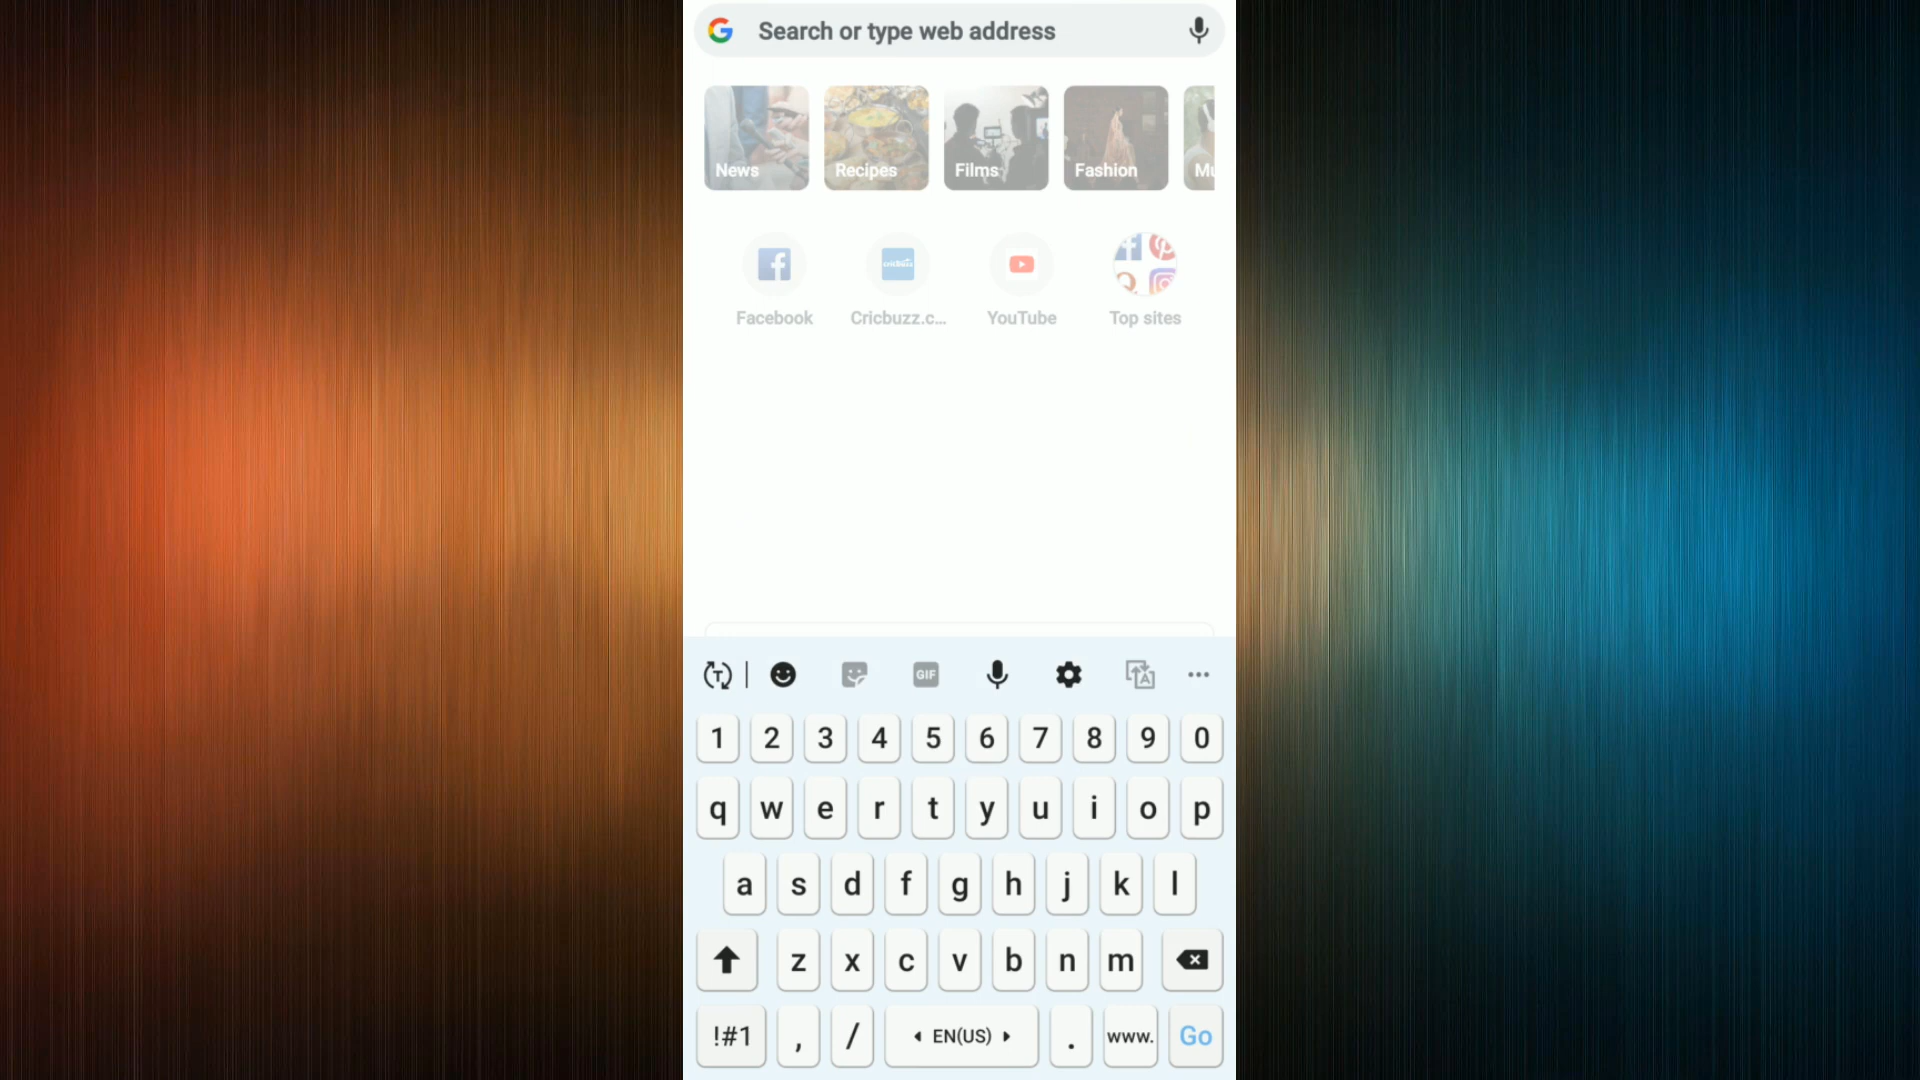 Search or type web address
News Recipes Films Fashion Mu
Facebook Cricbuzz.c... YouTube Top sites
GIF
1 2 3 4 5 6 7 8 9 0
q w e r t y u i o p
a s d f g h j k l
z x c v b n m
!#1 , / EN(US) . www. Go